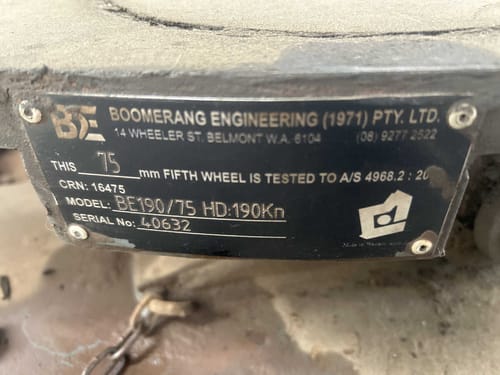 BE BOOMERANG ENGINEERING (1971) PTY. LTD.
14 WHEELER ST. BELMONT W.A. 6104 (08) 9277 2522
THIS 75 mm FIFTH WHEEL IS TESTED TO A/S 4968.2 : 20
CRN: 16475
MODEL: BE190/75 HD:190Kn
SERIAL No: 40632